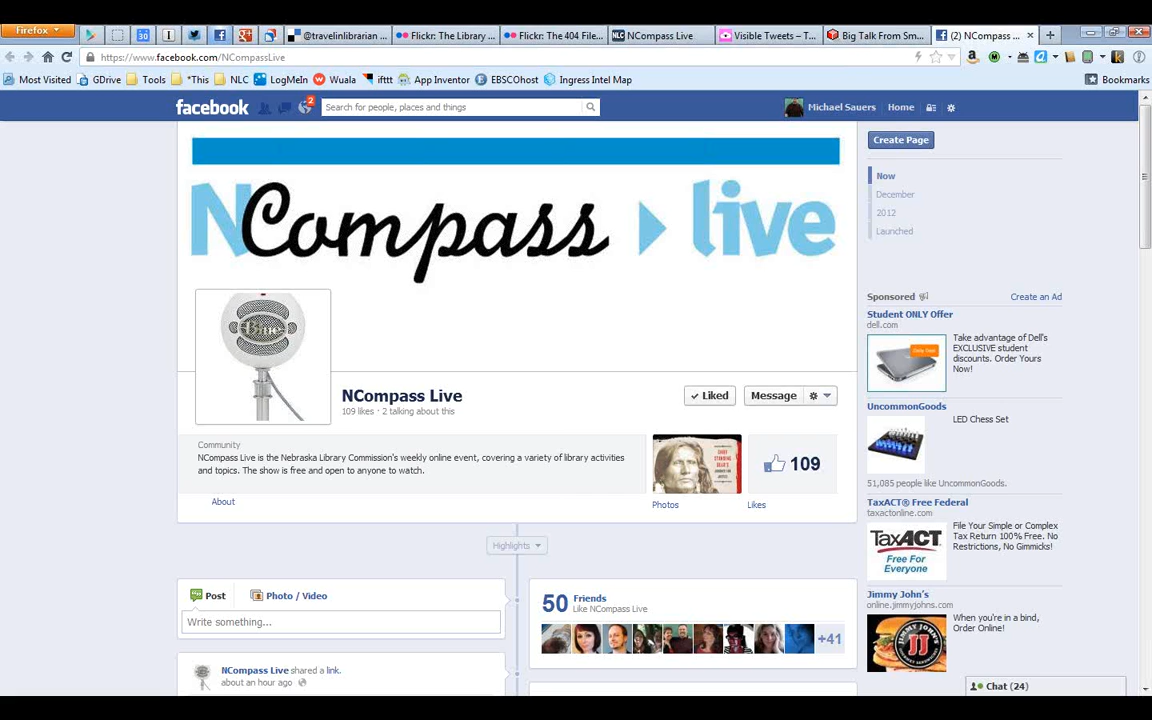 Firefox
@travelinlibrarian ...
Flickr: The Library ...
Flickr: The 404 File...
NLC NCompass Live
Visible Tweets – T...
Big Talk From Sm...
(2) NCompass ...
https://www.facebook.com/NCompassLive
Most Visited
GDrive
Tools
*This
NLC
LogMeIn
Wuala
ifttt
App Inventor
EBSCOhost
Ingress Intel Map
Bookmarks
facebook
2
Search for people, places and things
Michael Sauers
Home
NCompass live
Blue
NCompass Live
109 likes · 2 talking about this
Liked
Message
Community
NCompass Live is the Nebraska Library Commission's weekly online event, covering a variety of library activities
and topics. The show is free and open to anyone to watch.
About
Photos
109
Likes
Highlights
Post
Photo / Video
Write something...
NCompass Live shared a link.
about an hour ago
50 Friends
Like NCompass Live
+41
Create Page
Now
December
2012
Launched
Sponsored
Create an Ad
Student ONLY Offer
dell.com
Take advantage of Dell's
EXCLUSIVE student
discounts. Order Yours
Now!
UncommonGoods
LED Chess Set
51,085 people like UncommonGoods.
TaxACT® Free Federal
taxactonline.com
TaxACT
Free For
Everyone
File Your Simple or Complex
Tax Return 100% Free. No
Restrictions, No Gimmicks!
Jimmy John's
online.jimmyjohns.com
When you're in a bind,
Order Online!
JJ
Chat (24)